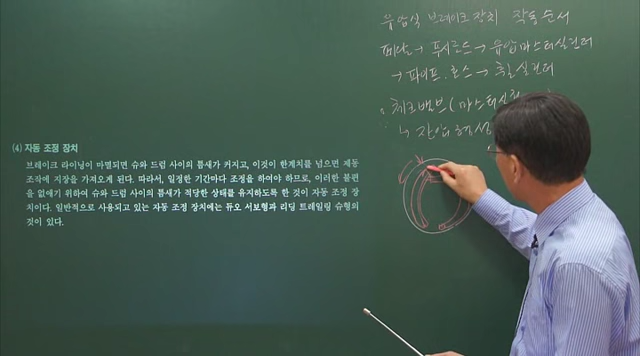 유압식 브레이크 장치 작동순서
페달 → 푸시로드 → 유압마스터실린더
→ 파이프.호스 → 휠실린더
체크밸브(마스터실
↳ 잔압형성
(4) 자동 조정 장치
브레이크 라이닝이 마멸되면 슈와 드럼 사이의 틈새가 커지고, 이것이 한계치를 넘으면 제동
조작에 지장을 가져오게 된다. 따라서, 일정한 기간마다 조정을 하여야 하므로, 이러한 불편
을 없애기 위하여 슈와 드럼 사이의 틈새가 적당한 상태를 유지하도록 한 것이 자동 조정 장
치이다. 일반적으로 사용되고 있는 자동 조정 장치에는 듀오 서보형과 리딩 트레일링 슈형의
것이 있다.